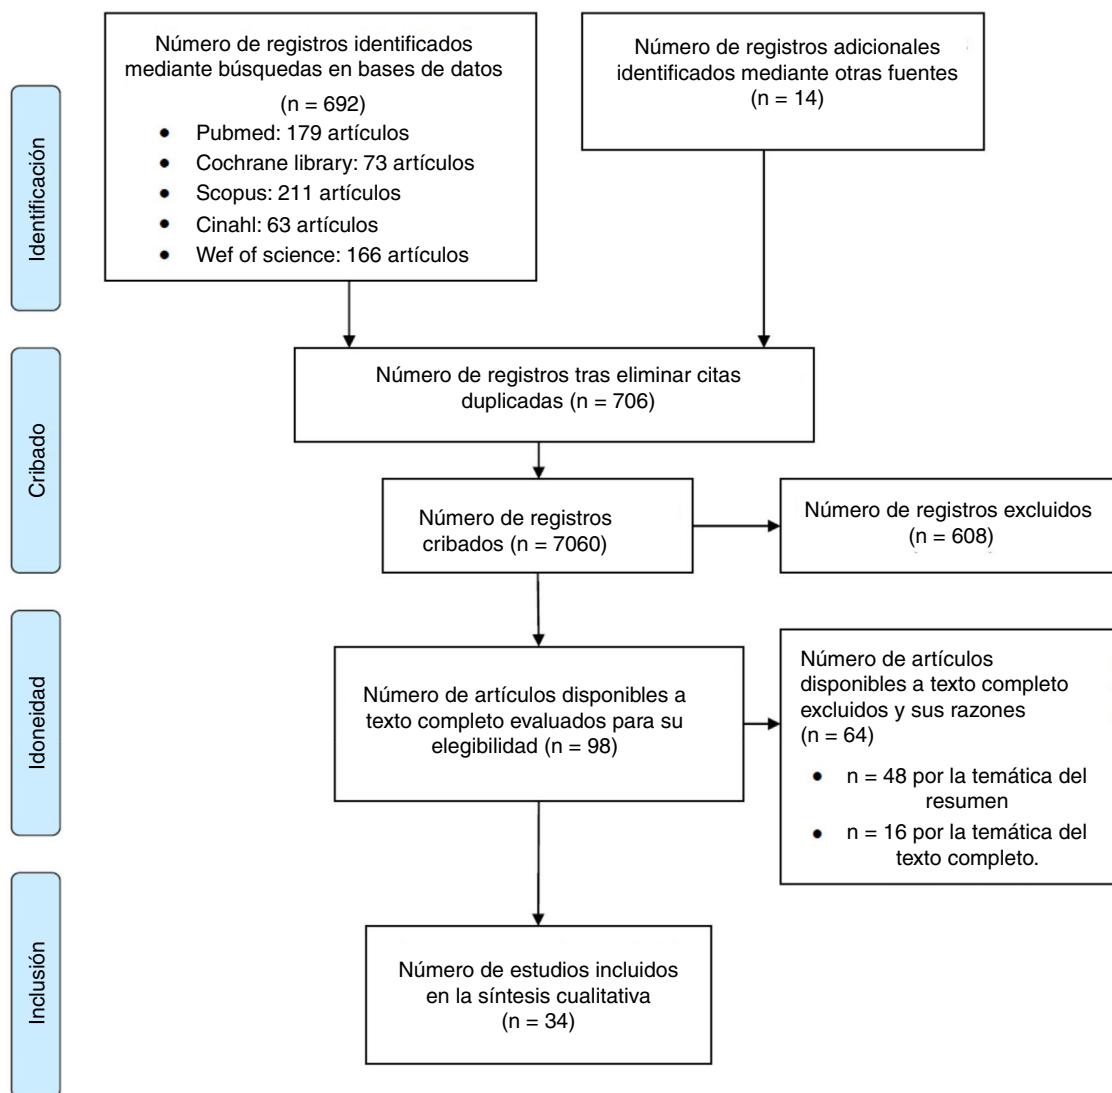 Identificación
Número de registros identificados
mediante búsquedas en bases de datos
(n = 692)
• Pubmed: 179 artículos
• Cochrane library: 73 artículos
• Scopus: 211 artículos
• Cinahl: 63 artículos
• Wef of science: 166 artículos
Número de registros adicionales
identificados mediante otras fuentes
(n = 14)
Cribado
Número de registros tras eliminar citas
duplicadas (n = 706)
Número de registros
cribados (n = 7060)
Número de registros excluidos
(n = 608)
Idoneidad
Número de artículos disponibles a
texto completo evaluados para su
elegibilidad (n = 98)
Número de artículos
disponibles a texto completo
excluidos y sus razones
(n = 64)
• n = 48 por la temática del
resumen
• n = 16 por la temática del
texto completo.
Inclusión
Número de estudios incluidos
en la síntesis cualitativa
(n = 34)